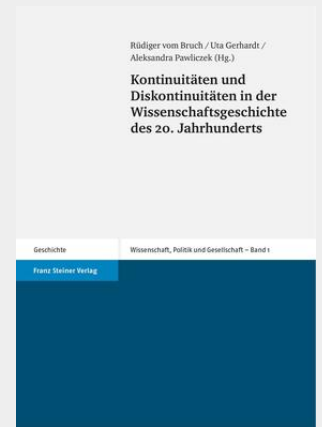 Rüdiger vom Bruch / Uta Gerhardt /
Aleksandra Pawliczek (Hg.)
Kontinuitäten und
Diskontinuitäten in der
Wissenschaftsgeschichte
des 20. Jahrhunderts
Geschichte
Wissenschaft, Politik und Gesellschaft – Band 1
Franz Steiner Verlag